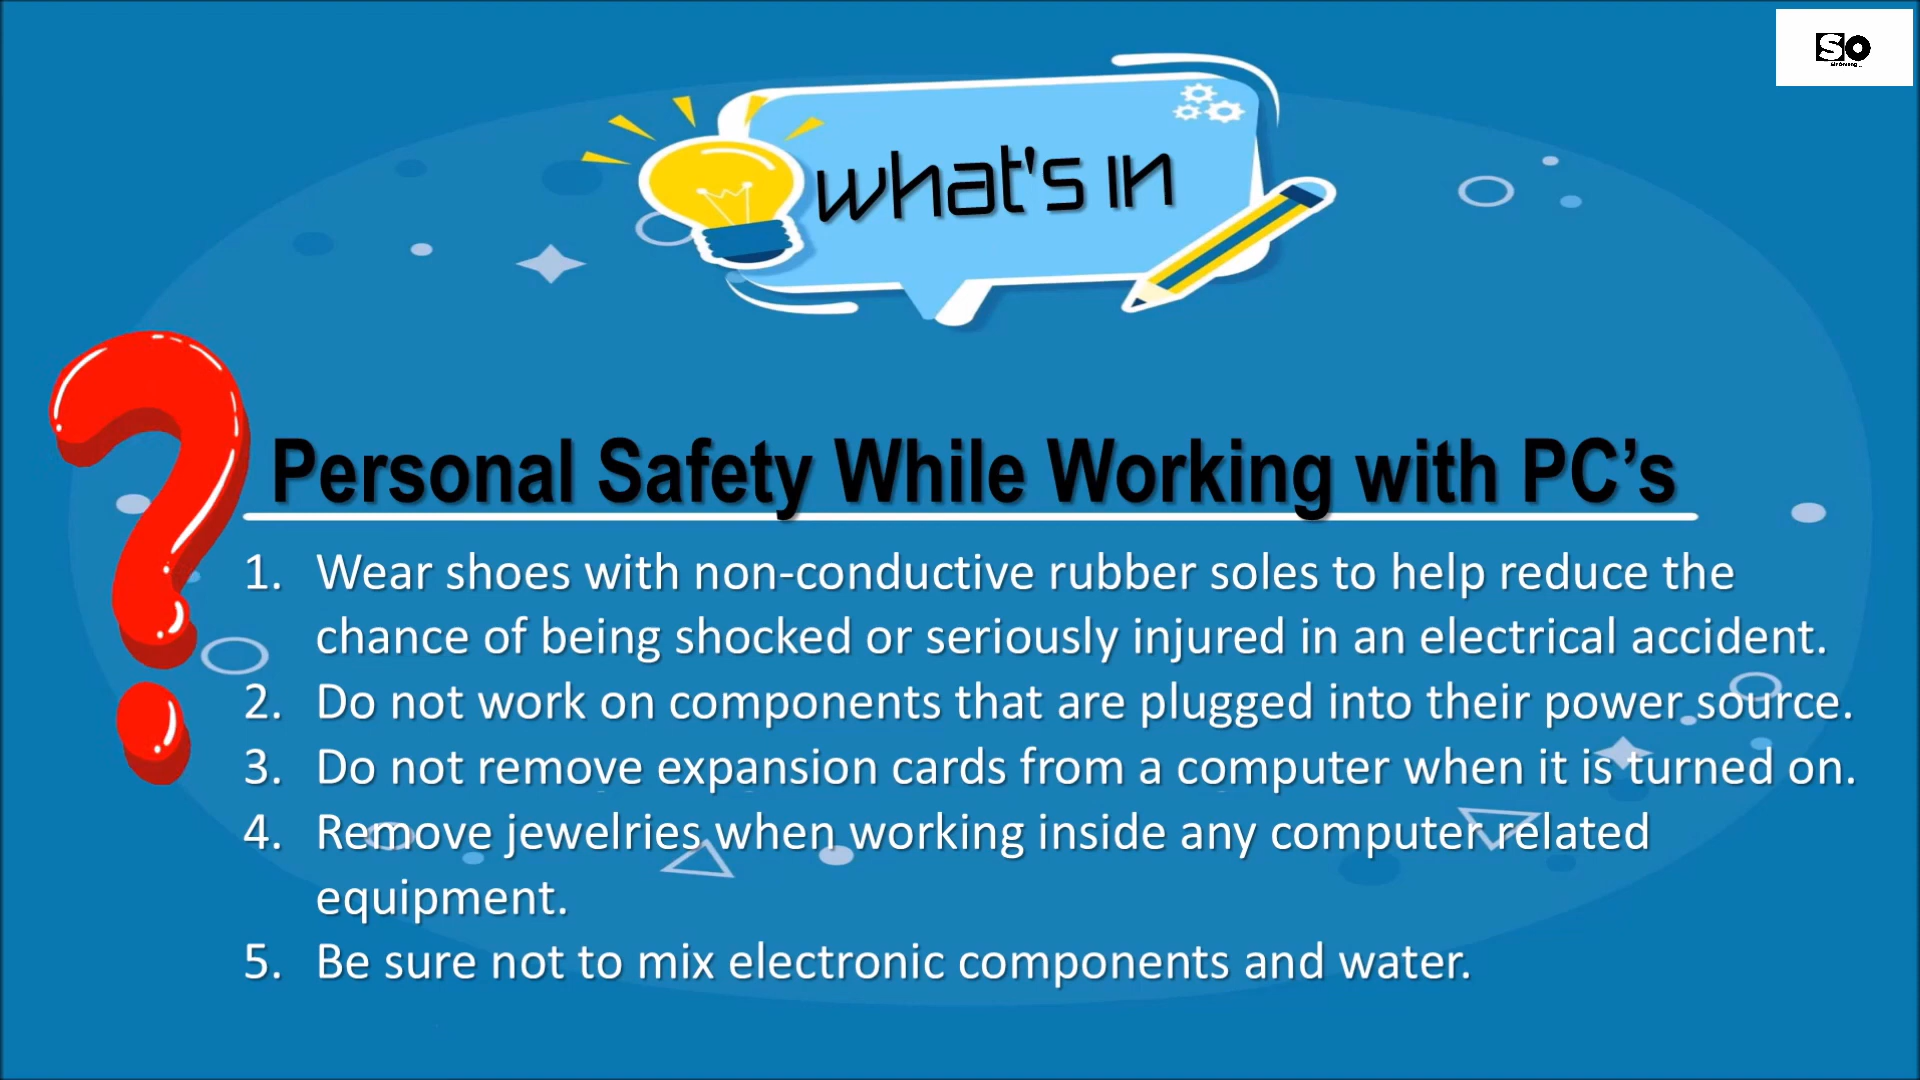 SO
what's in
Personal Safety While Working with PC’s
1. Wear shoes with non-conductive rubber soles to help reduce the
chance of being shocked or seriously injured in an electrical accident.
2. Do not work on components that are plugged into their power source.
3. Do not remove expansion cards from a computer when it is turned on.
4. Remove jewelries when working inside any computer related
equipment.
5. Be sure not to mix electronic components and water.